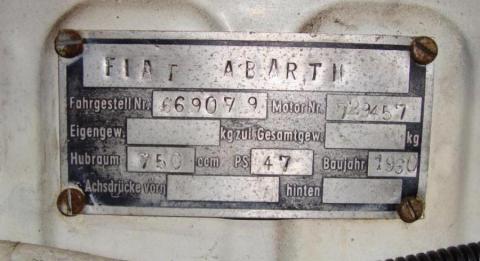 FIAT ABARTH
Fahrgestell Nr. 669079 Motor Nr. 729457
Eigengew. kg zul. Gesamtgew. kg
Hubraum 750 ccm PS 47 Baujahr 1960
Achsdrücke vorn hinten